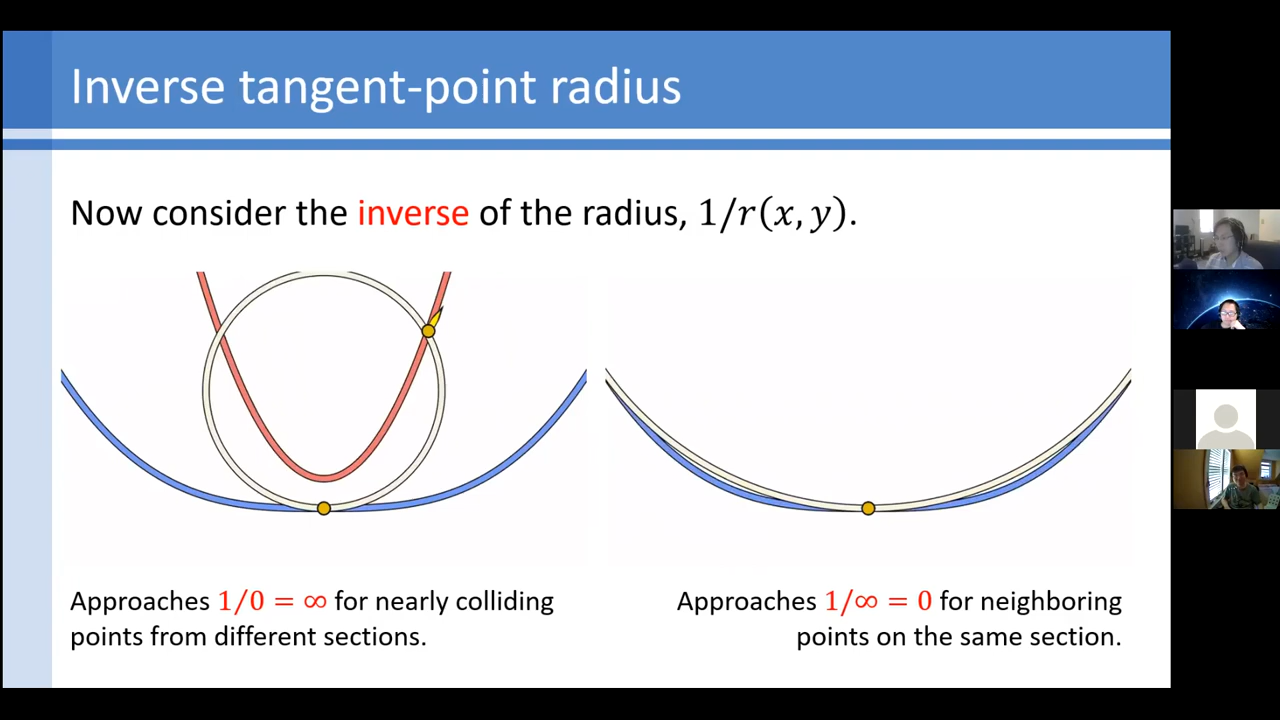 Inverse tangent-point radius
Now consider the inverse of the radius, 1/r(x, y).
Approaches 1/0 = ∞ for nearly colliding
points from different sections.
Approaches 1/∞ = 0 for neighboring
points on the same section.